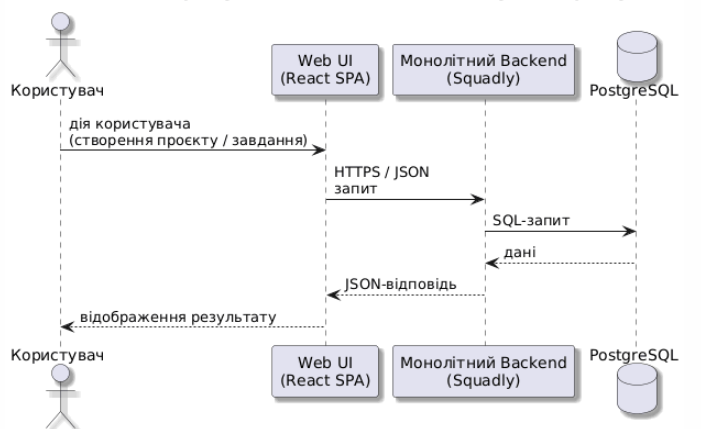 Web UI
(React SPA)
Монолітний Backend
(Squadly)
Користувач
PostgreSQL
дія користувача
(створення проєкту / завдання)
HTTPS / JSON
запит
SQL-запит
дані
JSON-відповідь
відображення результату
Користувач
PostgreSQL
Web UI
(React SPA)
Монолітний Backend
(Squadly)